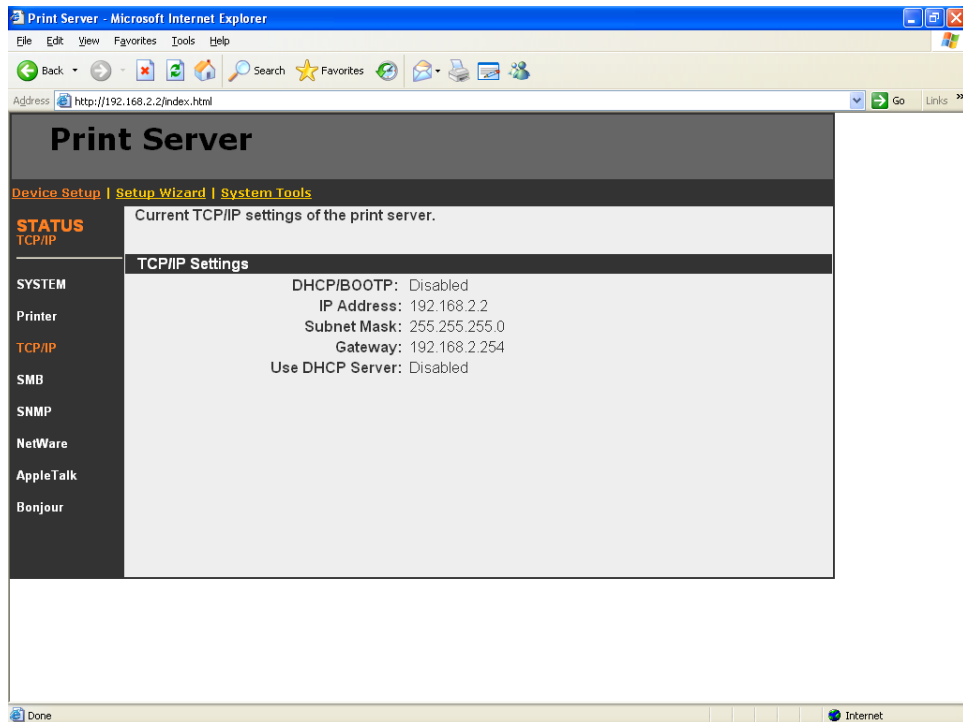 Print Server - Microsoft Internet Explorer
File Edit View Favorites Tools Help
Back Search Favorites
Address http://192.168.2.2/index.html Go Links »
Print Server
Device Setup | Setup Wizard | System Tools
STATUS
TCP/IP
Current TCP/IP settings of the print server.
TCP/IP Settings
DHCP/BOOTP: Disabled
IP Address: 192.168.2.2
Subnet Mask: 255.255.255.0
Gateway: 192.168.2.254
Use DHCP Server: Disabled
SYSTEM
Printer
TCP/IP
SMB
SNMP
NetWare
AppleTalk
Bonjour
Done Internet